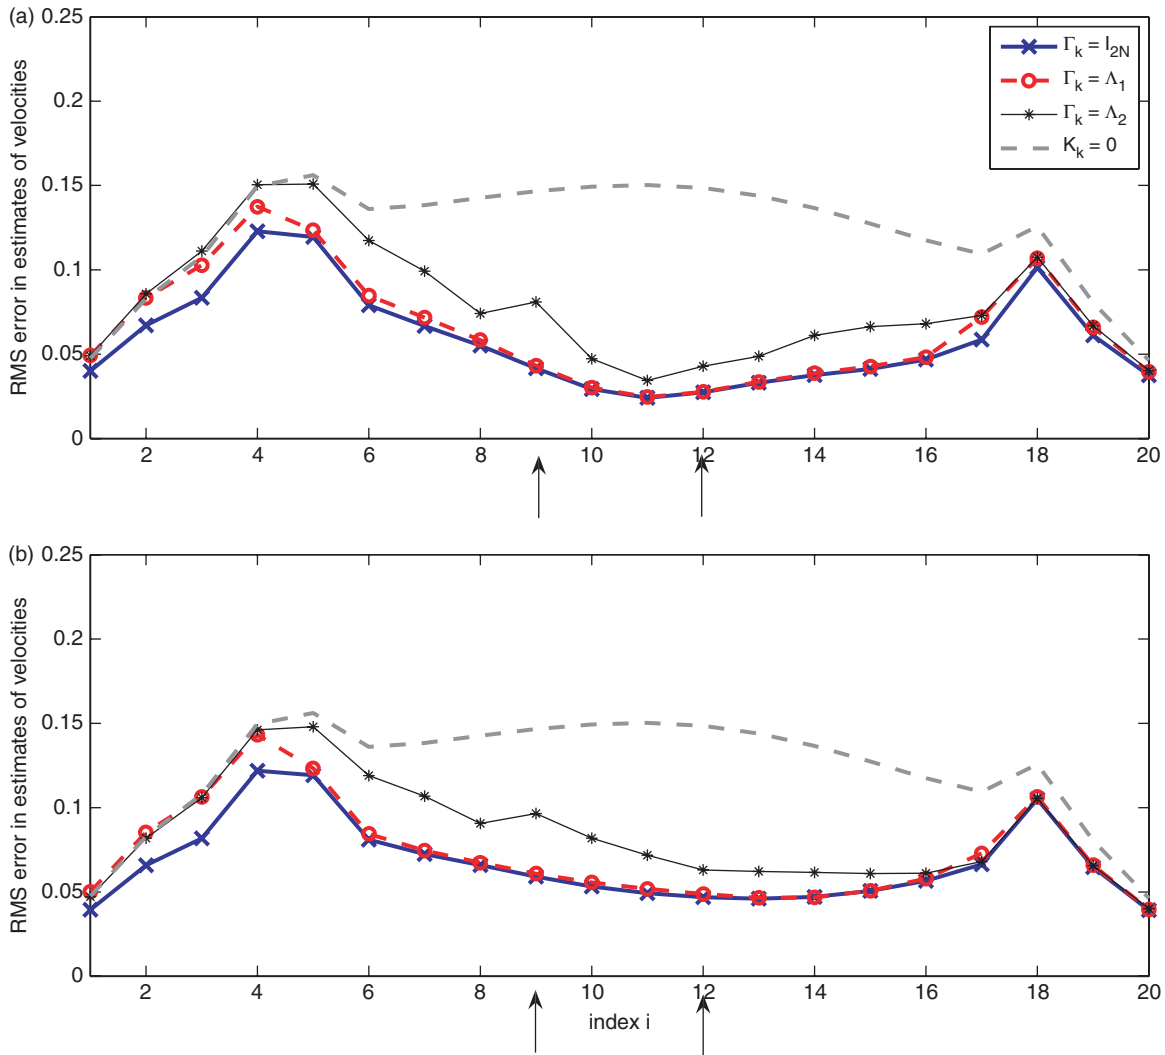 (a)
0.25
0.2
0.15
0.1
0.05
0
RMS error in estimates of velocities
Γk = I2N
Γk = Λ1
Γk = Λ2
Kk = 0
2 4 6 8 10 12 14 16 18 20
(b)
0.25
0.2
0.15
0.1
0.05
0
RMS error in estimates of velocities
2 4 6 8 10 12 14 16 18 20
index i